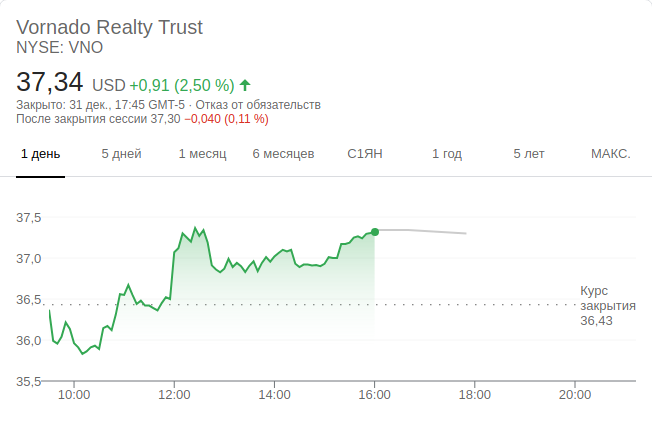 Vornado Realty Trust
NYSE: VNO
37,34 USD +0,91 (2,50 %)
Закрыто: 31 дек., 17:45 GMT-5 · Отказ от обязательств
После закрытия сессии 37,30 −0,040 (0,11 %)
1 день 5 дней 1 месяц 6 месяцев С1ЯН 1 год 5 лет МАКС.
37,5
37,0
36,5
Курс
закрытия
36,43
36,0
35,5
10:00 12:00 14:00 16:00 18:00 20:00